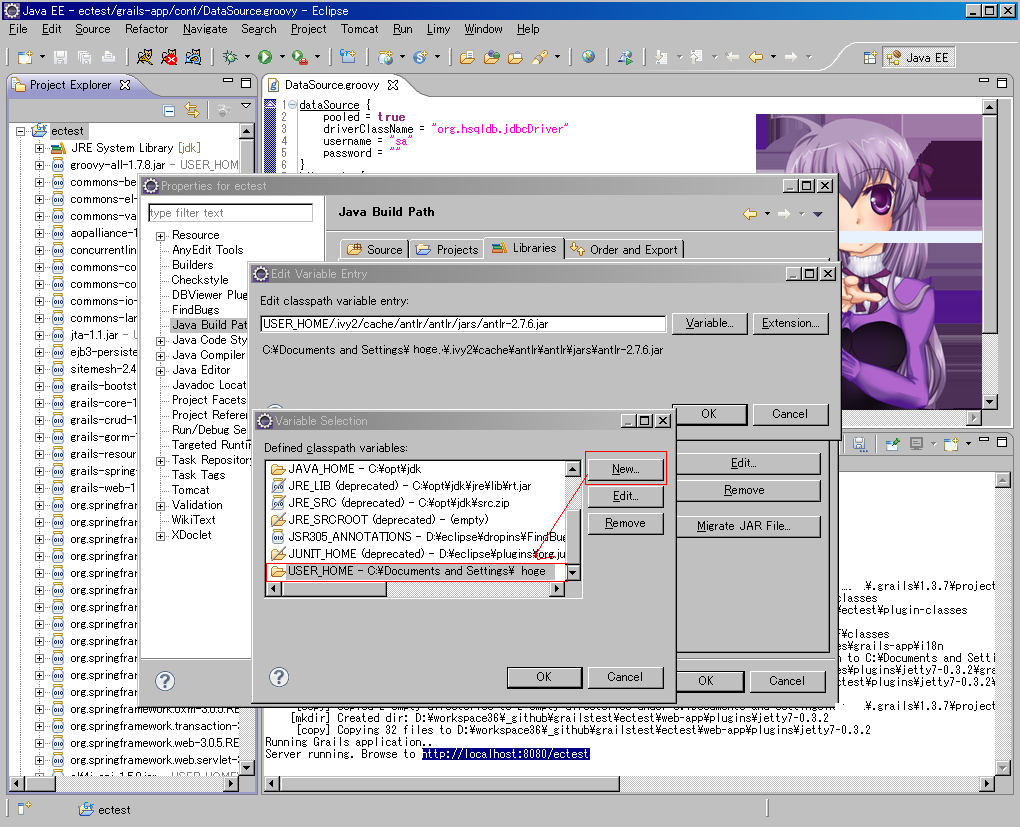 Java EE - ectest/grails-app/conf/DataSource.groovy - Eclipse
File Edit Source Refactor Navigate Search Project Tomcat Run Limy Window Help
Java EE
Project Explorer
ectest
JRE System Library [jdk]
groovy-all-1.7.8.jar - USER_HOM
commons-be
commons-el-
commons-va
aopalliance-1
concurrentlin
commons-co
commons-co
commons-io-
commons-lan
jta-1.1.jar - U
ejb3-persiste
sitemesh-2.4
grails-bootst
grails-core-1
grails-crud-1
grails-gorm-1
grails-resour
grails-spring-
grails-web-1
org.springfran
org.springfran
org.springfran
org.springfran
org.springfran
org.springfran
org.springfran
org.springfran
org.springfran
org.springfran
org.springfran
org.springfran
org.springframework.oxm-3.0.5.RE
org.springframework.transaction-3
org.springframework.web-3.0.5.RE
org.springframework.web.servlet-
ectest
DataSource.groovy
1 dataSource {
2 pooled = true
3 driverClassName = "org.hsqldb.jdbcDriver"
4 username = "sa"
5 password = ""
6 }
Properties for ectest
type filter text
Resource
AnyEdit Tools
Builders
Checkstyle
DBViewer Plug
FindBugs
Java Build Pat
Java Code Sty
Java Compiler
Java Editor
Javadoc Locat
Project Facets
Project Referen
Run/Debug Se
Targeted Runtin
Task Repositor
Task Tags
Tomcat
Validation
WikiText
XDoclet
Java Build Path
Source Projects Libraries Order and Export
Edit...
Remove
Migrate JAR File...
OK Cancel
Edit Variable Entry
Edit classpath variable entry:
USER_HOME/.ivy2/cache/antlr/antlr/jars/antlr-2.7.6.jar
Variable... Extension...
C:¥Documents and Settings¥ hoge.¥.ivy2¥cache¥antlr¥antlr¥jars¥antlr-2.7.6.jar
OK Cancel
Variable Selection
Defined classpath variables:
JAVA_HOME - C:¥opt¥jdk
JRE_LIB (deprecated) - C:¥opt¥jdk¥jre¥lib¥rt.jar
JRE_SRC (deprecated) - C:¥opt¥jdk¥src.zip
JRE_SRCROOT (deprecated) - (empty)
JSR305_ANNOTATIONS - D:¥eclipse¥dropins¥FindBu
JUNIT_HOME (deprecated) - D:¥eclipse¥plugins¥org.ju
USER_HOME - C:¥Documents and Settings¥ hoge
New...
Edit...
Remove
OK Cancel
¥.grails¥1.3.7¥project
classes
¥ectest¥plugin-classes
¥classes
es¥grails-app¥i18n
n to C:¥Documents and Setti
es¥plugins¥jetty7-0.3.2¥gra
ctest¥plugins¥jetty7-0.3.2¥
¥.grails¥1.3.7¥project
[mkdir] Created dir: D:¥workspace36¥_github¥grailstest¥ectest¥web-app¥plugins¥jetty7-0.3.2
[copy] Copying 32 files to D:¥workspace36¥_github¥grailstest¥ectest¥web-app¥plugins¥jetty7-0.3.2
Running Grails application..
Server running. Browse to http://localhost:8080/ectest
ectest